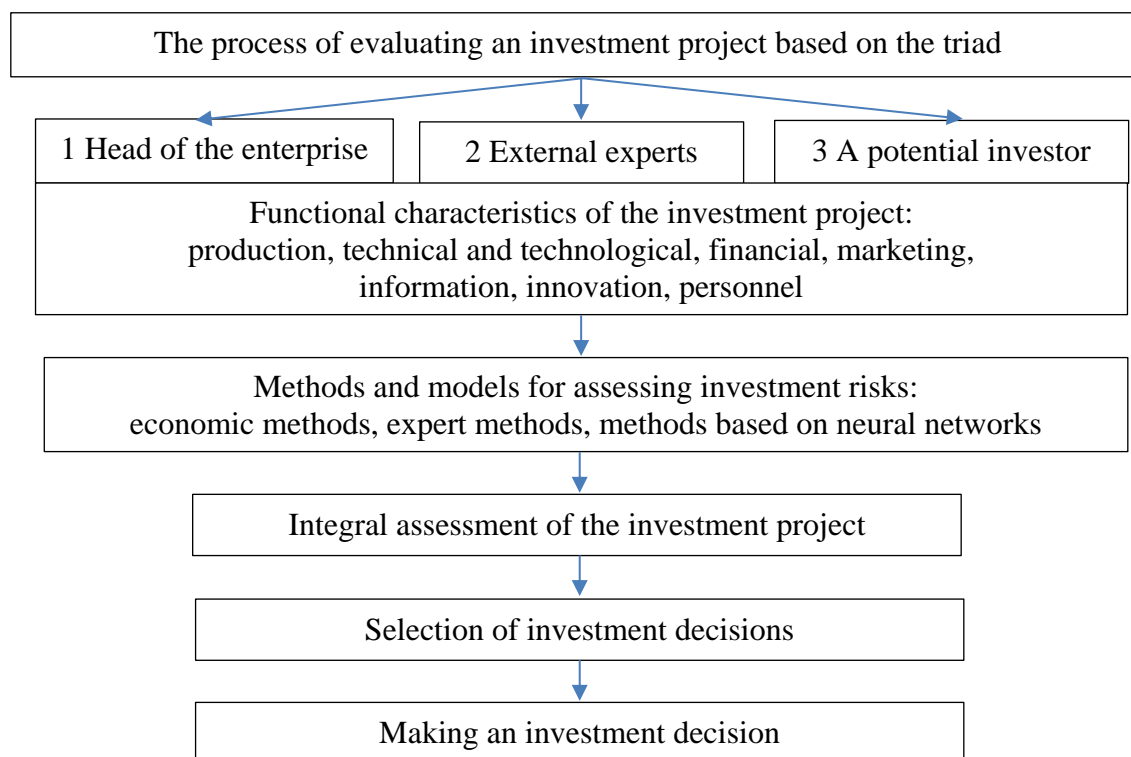 The process of evaluating an investment project based on the triad
1 Head of the enterprise
2 External experts
3 A potential investor
Functional characteristics of the investment project:
production, technical and technological, financial, marketing,
information, innovation, personnel
Methods and models for assessing investment risks:
economic methods, expert methods, methods based on neural networks
Integral assessment of the investment project
Selection of investment decisions
Making an investment decision